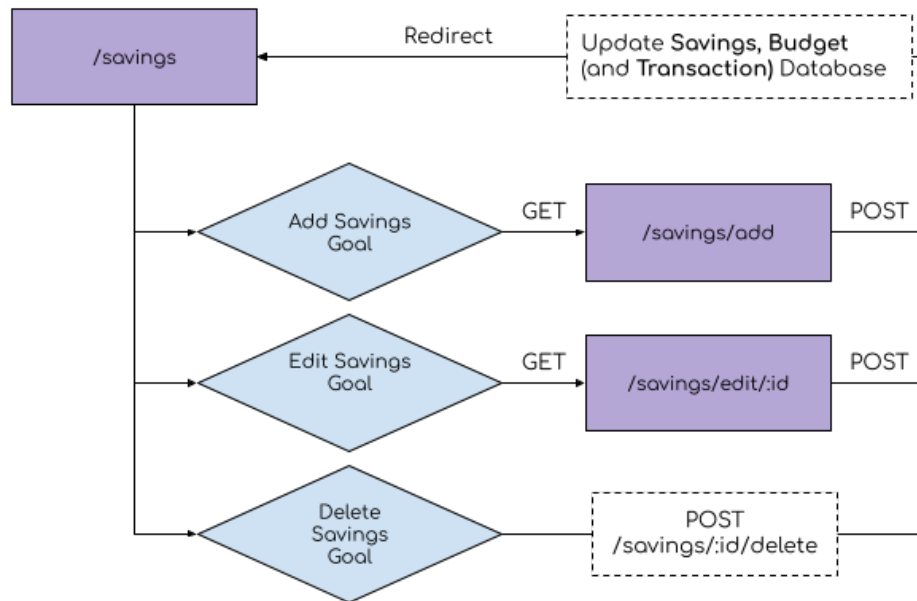 /savings
Redirect
Update Savings, Budget
(and Transaction) Database
Add Savings
Goal
GET
/savings/add
POST
Edit Savings
Goal
GET
/savings/edit/:id
POST
Delete
Savings
Goal
POST
/savings/:id/delete